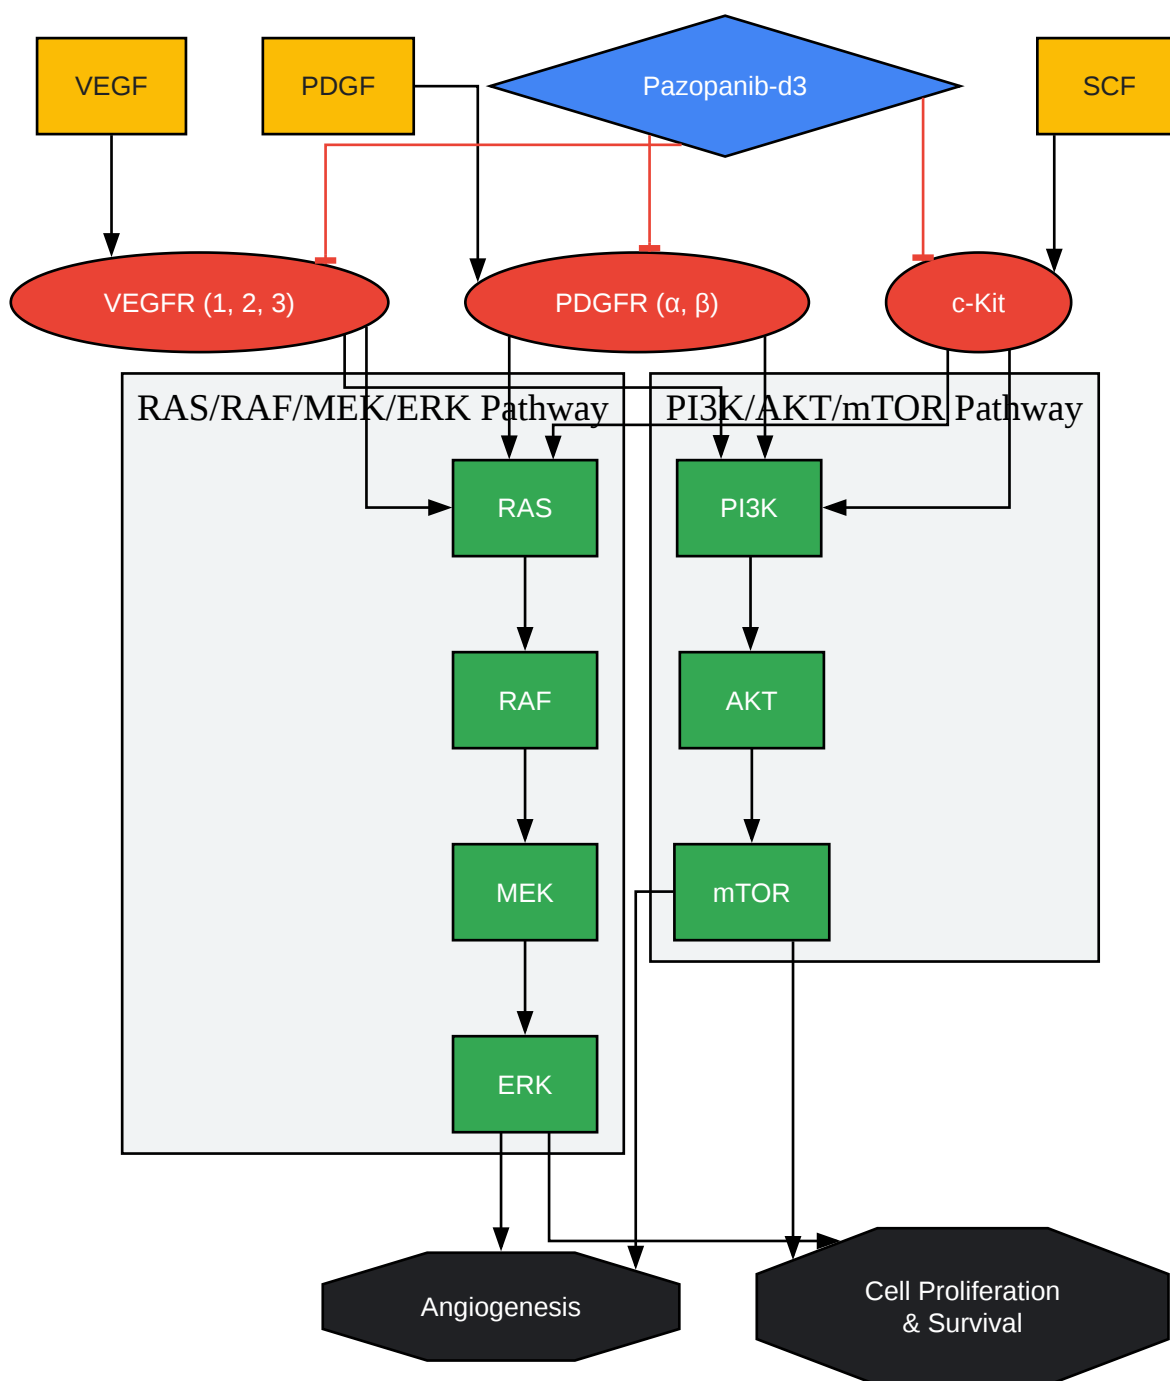 VEGF
PDGF
Pazopanib-d3
SCF
VEGFR (1, 2, 3)
PDGFR (α, β)
c-Kit
RAS/RAF/MEK/ERK Pathway
PI3K/AKT/mTOR Pathway
RAS
PI3K
RAF
AKT
MEK
mTOR
ERK
Angiogenesis
Cell Proliferation
& Survival